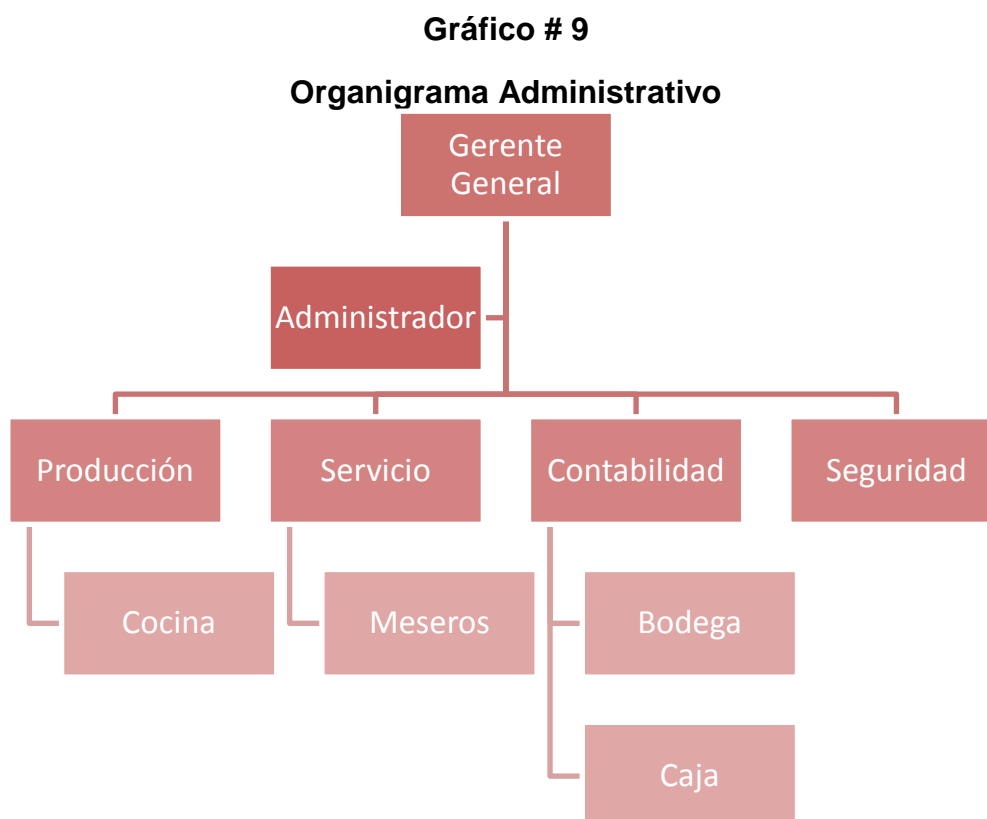 Gráfico # 9
Organigrama Administrativo
Gerente
General
Administrador
Producción
Servicio
Contabilidad
Seguridad
Cocina
Meseros
Bodega
Caja